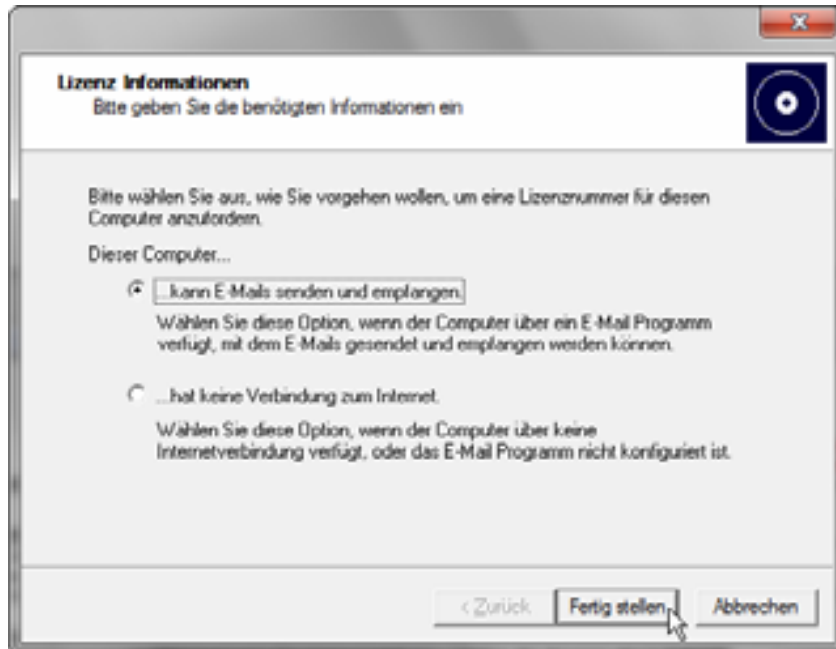 Lizenz Informationen
Bitte geben Sie die benötigten Informationen ein
Bitte wählen Sie aus, wie Sie vorgehen wollen, um eine Lizenznummer für diesen
Computer anzufordern.
Dieser Computer...
...kann E-Mails senden und empfangen.
Wählen Sie diese Option, wenn der Computer über ein E-Mail Programm
verfügt, mit dem E-Mails gesendet und empfangen werden können.
...hat keine Verbindung zum Internet.
Wählen Sie diese Option, wenn der Computer über keine
Internetverbindung verfügt, oder das E-Mail Programm nicht konfiguriert ist.
< Zurück Fertig stellen Abbrechen